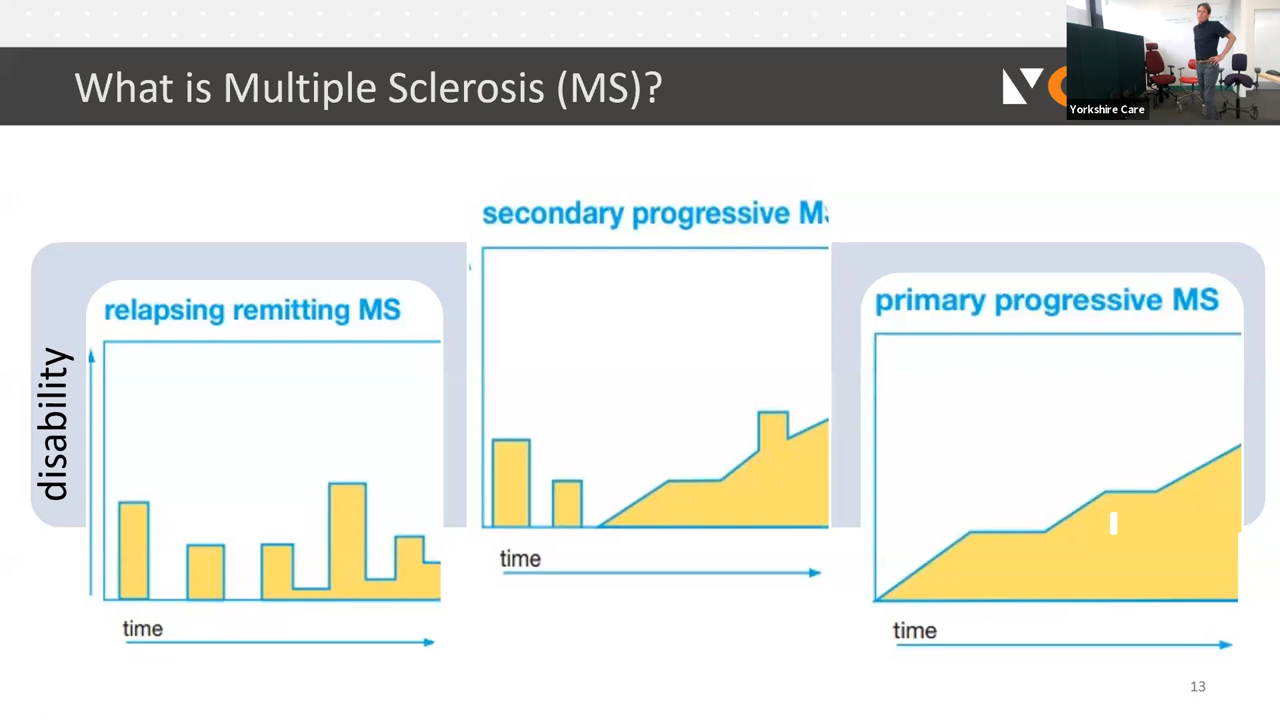 What is Multiple Sclerosis (MS)?
Yorkshire Care
secondary progressive
relapsing remitting MS
primary progressive MS
disability
time
time
time
13